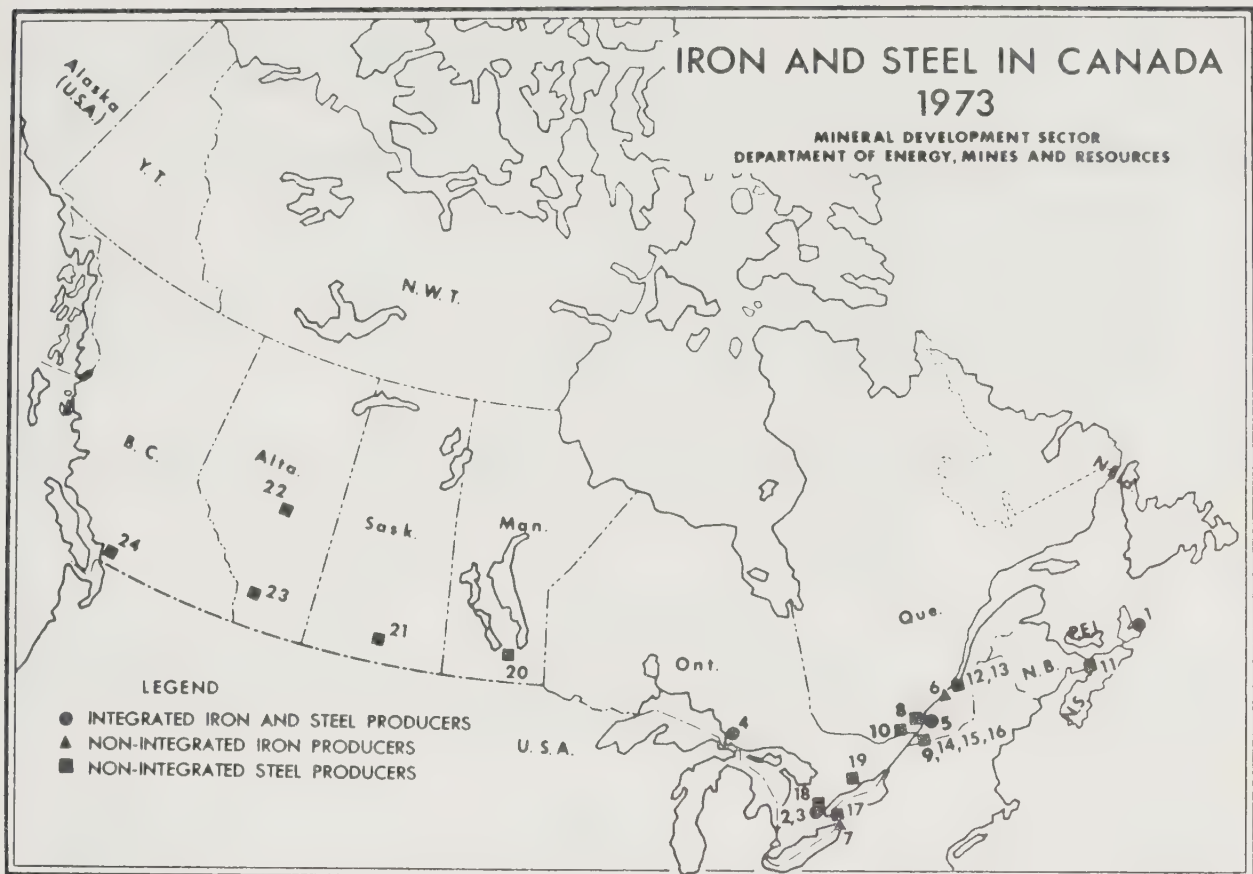 IRON AND STEEL IN CANADA
1973
MINERAL DEVELOPMENT SECTOR
DEPARTMENT OF ENERGY, MINES AND RESOURCES
Alaska
(U.S.A.)
Y.T.
N.W.T.
B.C.
Alta.
22
Sask.
Man.
24
23
21
20
Nfld.
Que.
P.E.I.
1
N.B.
11
N.S.
Ont.
12,13
6
8
5
10
9,14,15,16
4
U.S.A.
19
18
2,3
17
7
LEGEND
INTEGRATED IRON AND STEEL PRODUCERS
NON-INTEGRATED IRON PRODUCERS
NON-INTEGRATED STEEL PRODUCERS